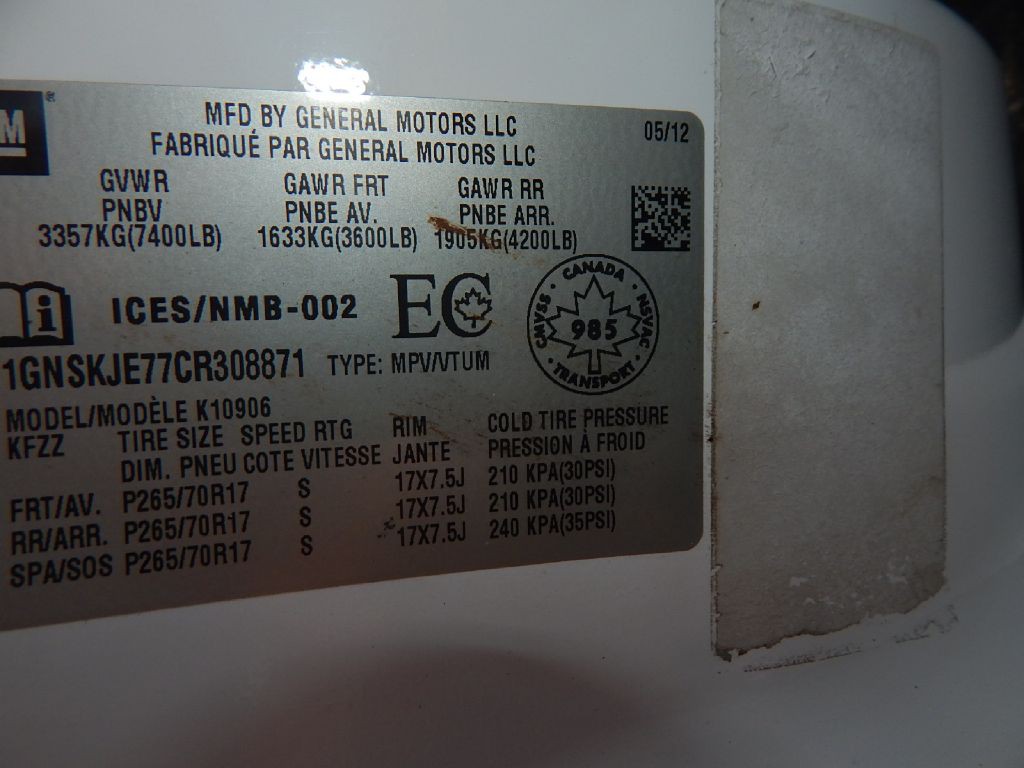 M
MFD BY GENERAL MOTORS LLC 05/12
FABRIQUÉ PAR GENERAL MOTORS LLC
GVWR GAWR FRT GAWR RR
PNBV PNBE AV. PNBE ARR.
3357KG(7400LB) 1633KG(3600LB) 1905KG(4200LB)
i ICES/NMB-002 EC
CANADA
CMVSS 985 NSVAC
TRANSPORT
1GNSKJE77CR308871 TYPE: MPV/VTUM
MODEL/MODÈLE K10906
KFZZ TIRE SIZE SPEED RTG RIM COLD TIRE PRESSURE
DIM. PNEU COTE VITESSE JANTE PRESSION À FROID
FRT/AV. P265/70R17 S 17X7.5J 210 KPA(30PSI)
RR/ARR. P265/70R17 S 17X7.5J 210 KPA(30PSI)
SPA/SOS P265/70R17 S 17X7.5J 240 KPA(35PSI)